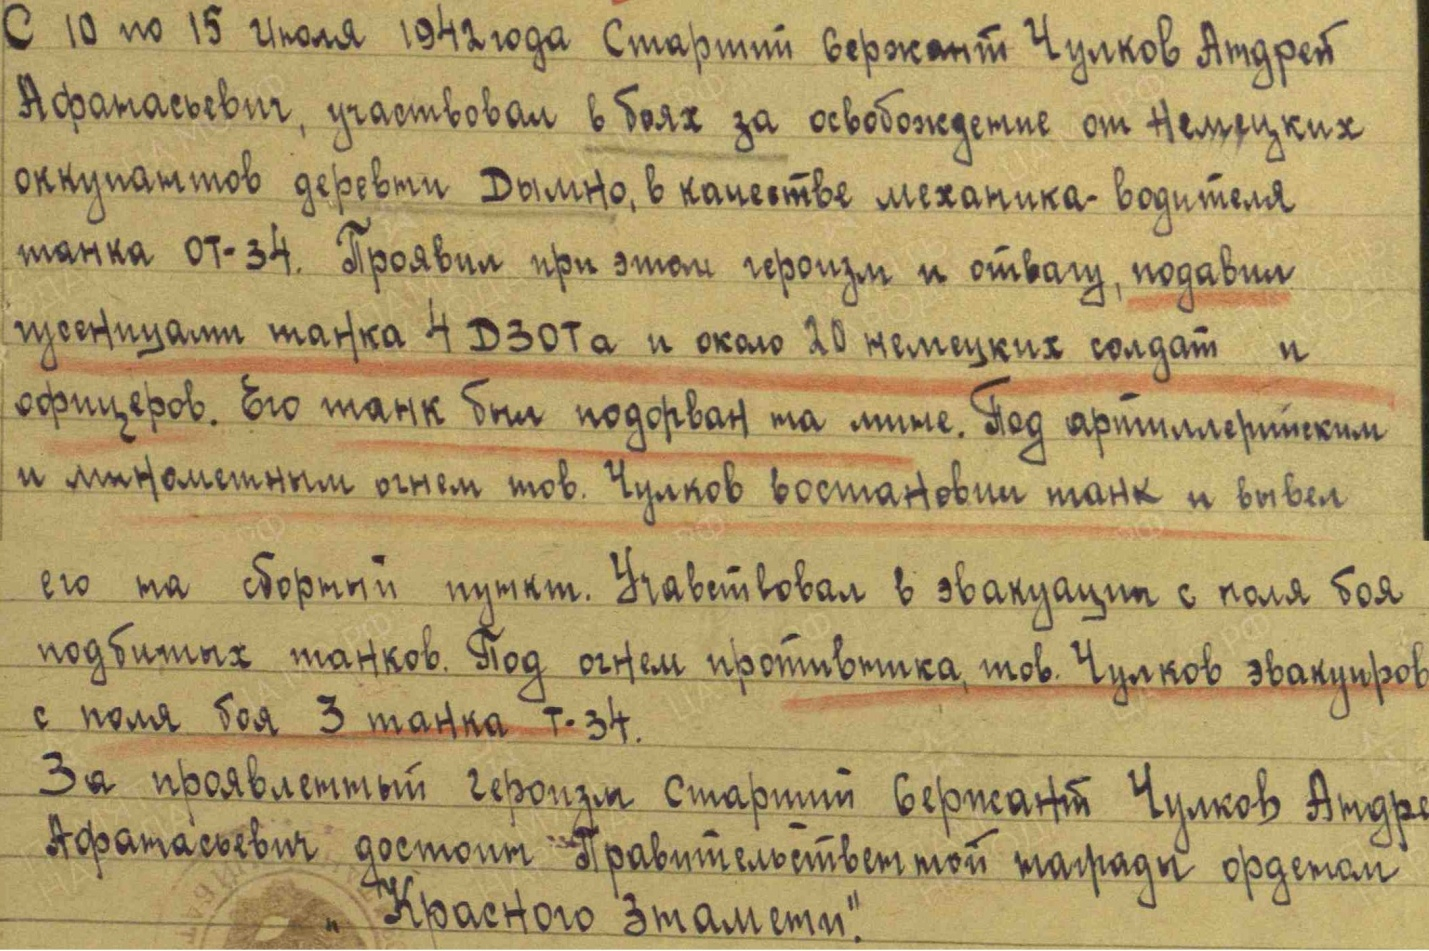 С 10 по 15 Июля 1942 года Старший Сержант Чулков Андрей
Афанасьевич, участвовал в боях за освобождение от Немецких
оккупантов деревни Дымно, в качестве механика-водителя
танка ОТ-34. Проявил при этом героизм и отвагу, подавил
гусеницами танка 4 ДЗОТа и около 20 немецких солдат и
офицеров. Его танк был подорван на мине. Под артиллерийским
и минометным огнем тов. Чулков востановил танк и вывел
его на сборный пункт. Учавствовал в эвакуации с поля боя
подбитых танков. Под огнем противника, тов. Чулков эвакуиров
с поля боя 3 танка Т-34.
За проявленный героизм Старший Сержант Чулков Андре
Афанасьевич достоин Правительственной награды орденом
"Красного Знамени".